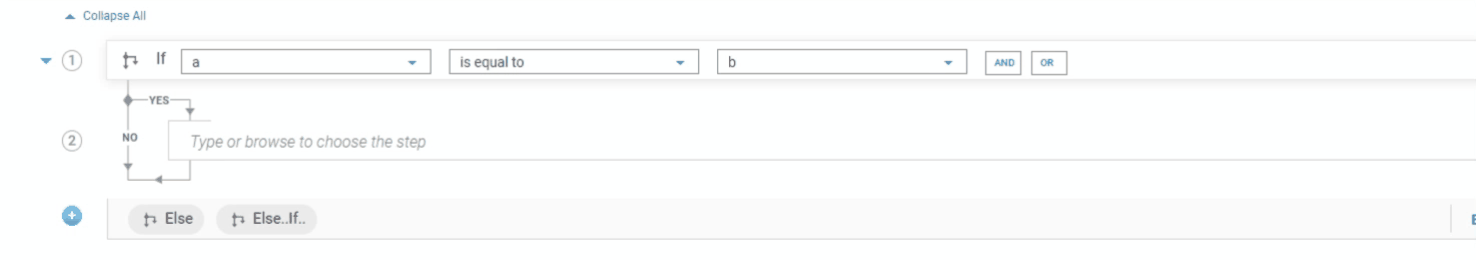 Collapse All
1 If a is equal to b AND OR
YES
2 NO Type or browse to choose the step
+ Else Else..If..